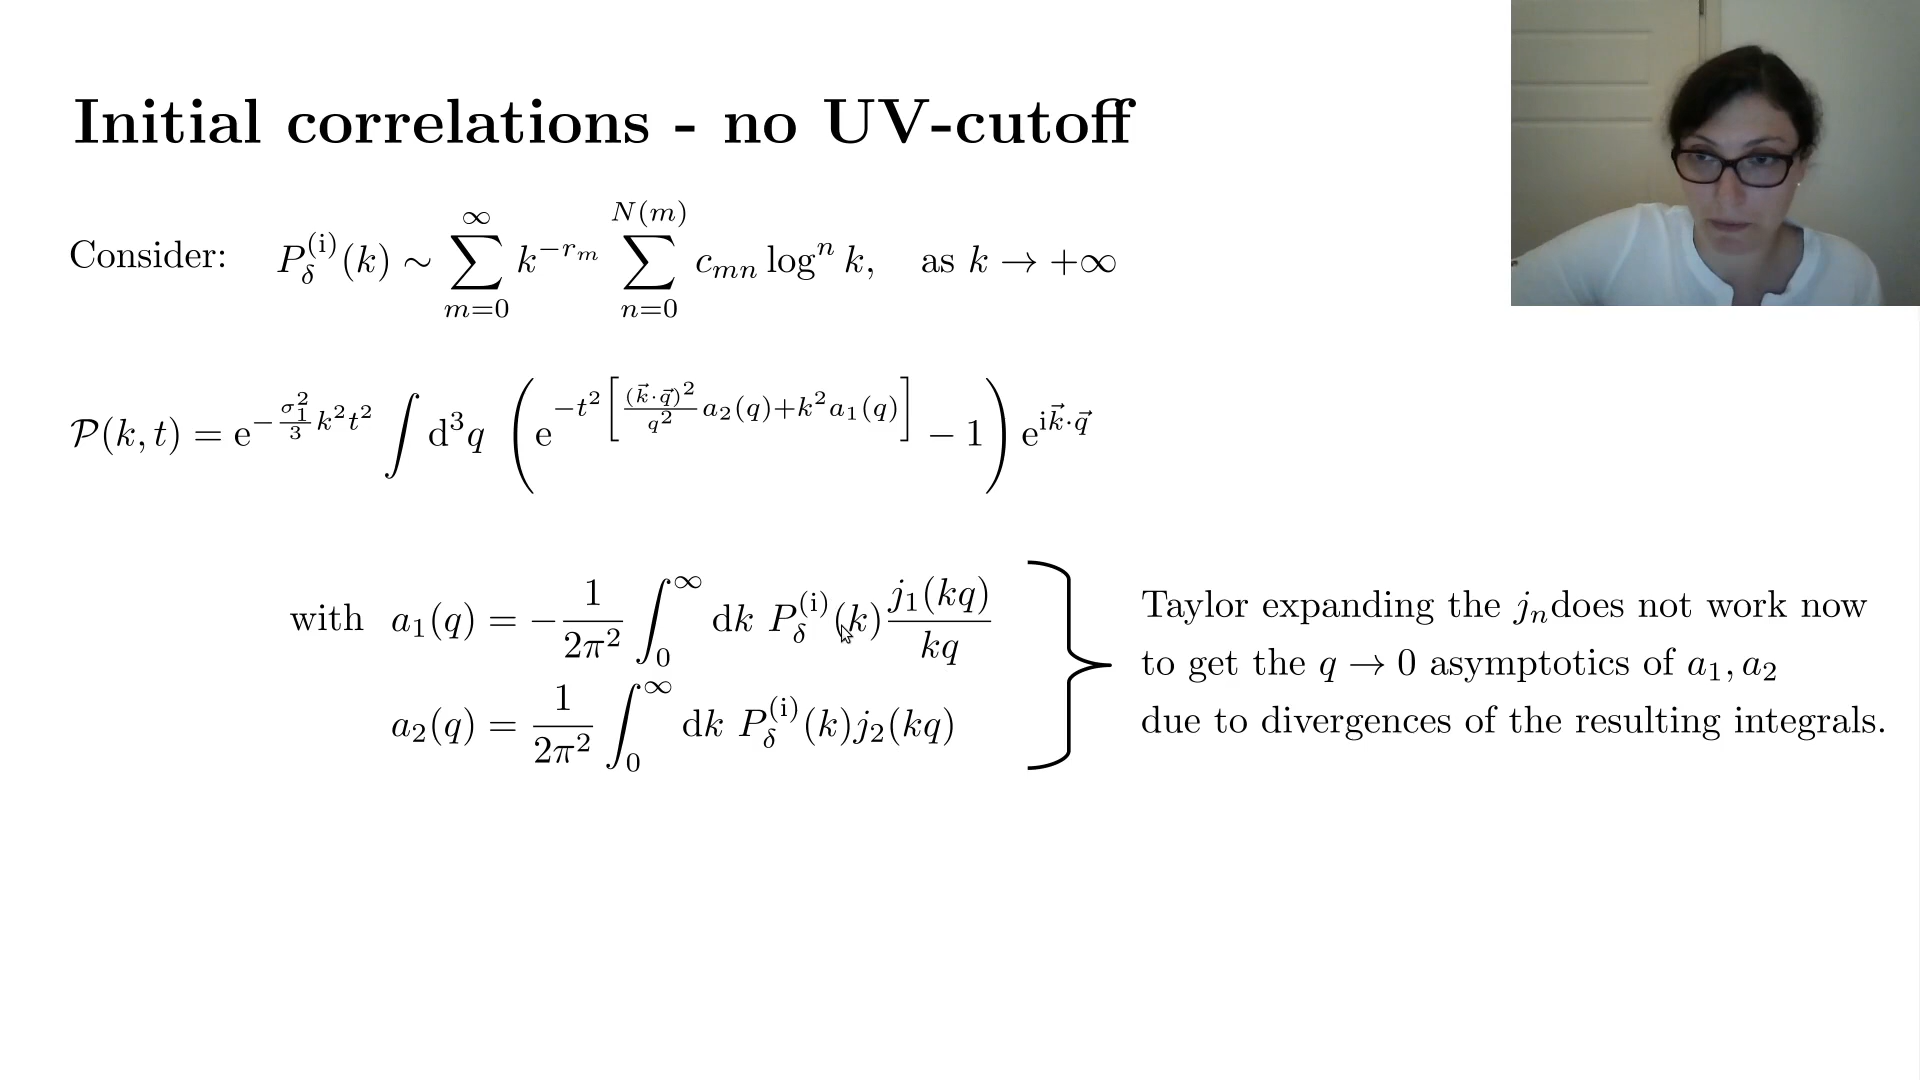 Initial correlations - no UV-cutoff
Consider: $P_\delta^{(\mathrm{i})}(k) \sim \sum_{m=0}^{\infty} k^{-r_m} \sum_{n=0}^{N(m)} c_{mn} \log^n k, \quad \text{as } k \to +\infty$
$\mathcal{P}(k,t) = \mathrm{e}^{-\frac{\sigma_1^2}{3}k^2t^2} \int \mathrm{d}^3q \left( \mathrm{e}^{-t^2\left[\frac{(\vec{k}\cdot\vec{q})^2}{q^2}a_2(q)+k^2a_1(q)\right]} - 1 \right) \mathrm{e}^{\mathrm{i}\vec{k}\cdot\vec{q}}$
with $a_1(q) = -\frac{1}{2\pi^2} \int_0^\infty \mathrm{d}k\ P_\delta^{(\mathrm{i})}(k) \frac{j_1(kq)}{kq}$
$a_2(q) = \frac{1}{2\pi^2} \int_0^\infty \mathrm{d}k\ P_\delta^{(\mathrm{i})}(k) j_2(kq)$
Taylor expanding the $j_n$does not work now
to get the $q \to 0$ asymptotics of $a_1, a_2$
due to divergences of the resulting integrals.